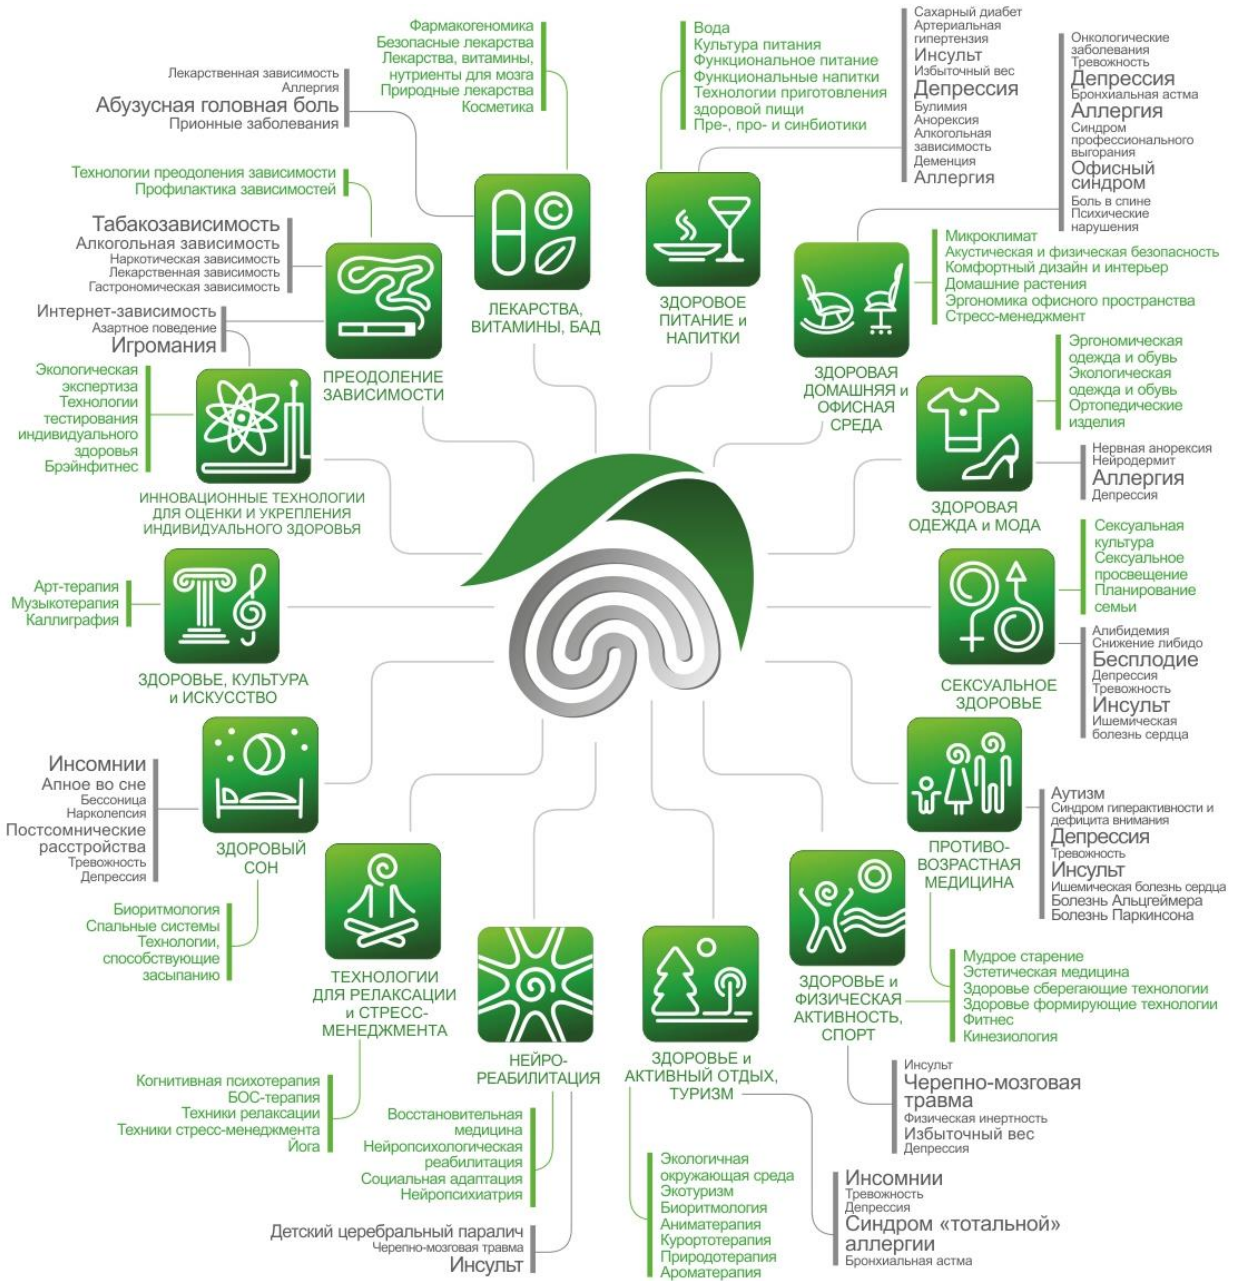 Фармакогеномика
Безопасные лекарства
Лекарства, витамины,
нутриенты для мозга
Природные лекарства
Косметика
Лекарственная зависимость
Аллергия
Абузусная головная боль
Прионные заболевания
ЛЕКАРСТВА,
ВИТАМИНЫ, БАД
Вода
Культура питания
Функциональное питание
Функциональные напитки
Технологии приготовления
здоровой пищи
Пре-, про- и синбиотики
Сахарный диабет
Артериальная
гипертензия
Инсульт
Избыточный вес
Депрессия
Булимия
Анорексия
Алкогольная
зависимость
Деменция
Аллергия
ЗДОРОВОЕ
ПИТАНИЕ и
НАПИТКИ
Онкологические
заболевания
Тревожность
Депрессия
Бронхиальная астма
Аллергия
Синдром
профессионального
выгорания
Офисный
синдром
Боль в спине
Психические
нарушения
Микроклимат
Акустическая и физическая безопасность
Комфортный дизайн и интерьер
Домашние растения
Эргономика офисного пространства
Стресс-менеджмент
ЗДОРОВАЯ
ДОМАШНЯЯ и
ОФИСНАЯ
СРЕДА
Эргономическая
одежда и обувь
Экологическая
одежда и обувь
Ортопедические
изделия
Нервная анорексия
Нейродермит
Аллергия
Депрессия
ЗДОРОВАЯ
ОДЕЖДА и МОДА
Сексуальная
культура
Сексуальное
просвещение
Планирование
семьи
Алибидемия
Снижение либидо
Бесплодие
Депрессия
Тревожность
Инсульт
Ишемическая
болезнь сердца
СЕКСУАЛЬНОЕ
ЗДОРОВЬЕ
Аутизм
Синдром гиперактивности и
дефицита внимания
Депрессия
Тревожность
Инсульт
Ишемическая болезнь сердца
Болезнь Альцгеймера
Болезнь Паркинсона
ПРОТИВО-
ВОЗРАСТНАЯ
МЕДИЦИНА
Мудрое старение
Эстетическая медицина
Здоровье сберегающие технологии
Здоровье формирующие технологии
Фитнес
Кинезиология
ЗДОРОВЬЕ и
ФИЗИЧЕСКАЯ
АКТИВНОСТЬ,
СПОРТ
Инсульт
Черепно-мозговая
травма
Физическая инертность
Избыточный вес
Депрессия
ЗДОРОВЬЕ и
АКТИВНЫЙ ОТДЫХ,
ТУРИЗМ
Экологичная
окружающая среда
Экотуризм
Биоритмология
Аниматерапия
Курортотерапия
Природотерапия
Ароматерапия
Инсомнии
Тревожность
Депрессия
Синдром «тотальной»
аллергии
Бронхиальная астма
НЕЙРО-
РЕАБИЛИТАЦИЯ
Восстановительная
медицина
Нейропсихологическая
реабилитация
Социальная адаптация
Нейропсихиатрия
Детский церебральный паралич
Черепно-мозговая травма
Инсульт
ТЕХНОЛОГИИ
ДЛЯ РЕЛАКСАЦИИ
и СТРЕСС-
МЕНЕДЖМЕНТА
Когнитивная психотерапия
БОС-терапия
Техники релаксации
Техники стресс-менеджмента
Йога
Инсомнии
Апное во сне
Бессоница
Нарколепсия
Постсомнические
расстройства
Тревожность
Депрессия
ЗДОРОВЫЙ
СОН
Биоритмология
Спальные системы
Технологии,
способствующие
засыпанию
Арт-терапия
Музыкотерапия
Каллиграфия
ЗДОРОВЬЕ, КУЛЬТУРА
и ИСКУССТВО
Интернет-зависимость
Азартное поведение
Игромания
Экологическая
экспертиза
Технологии
тестирования
индивидуального
здоровья
Брэйнфитнес
ИННОВАЦИОННЫЕ ТЕХНОЛОГИИ
ДЛЯ ОЦЕНКИ И УКРЕПЛЕНИЯ
ИНДИВИДУАЛЬНОГО ЗДОРОВЬЯ
Технологии преодоления зависимости
Профилактика зависимостей
Табакозависимость
Алкогольная зависимость
Наркотическая зависимость
Лекарственная зависимость
Гастрономическая зависимость
ПРЕОДОЛЕНИЕ
ЗАВИСИМОСТИ